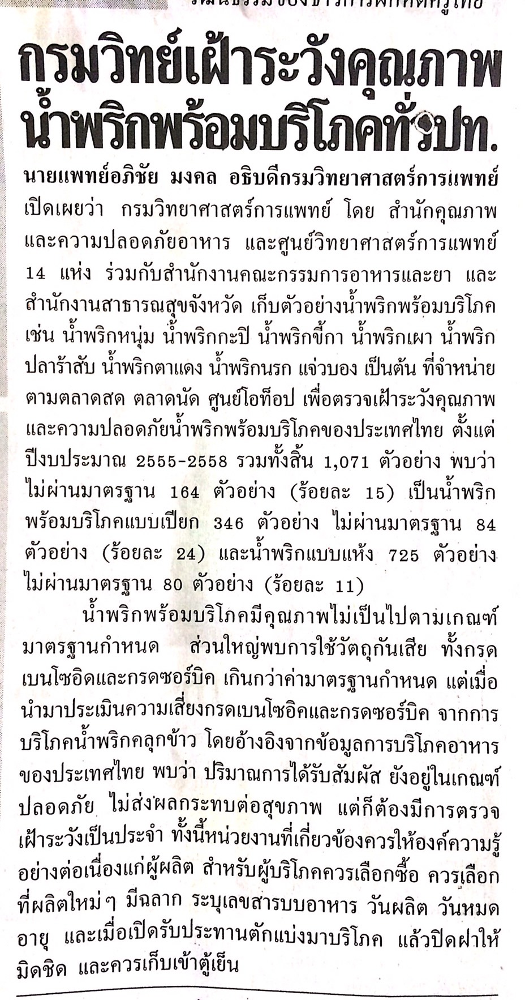 กรมวิทย์เฝ้าระวังคุณภาพ
น้ำพริกพร้อมบริโภคทั่วปท.
นายแพทย์อภิชัย มงคล อธิบดีกรมวิทยาศาสตร์การแพทย์
เปิดเผยว่า กรมวิทยาศาสตร์การแพทย์ โดย สำนักคุณภาพ
และความปลอดภัยอาหาร และศูนย์วิทยาศาสตร์การแพทย์
14 แห่ง ร่วมกับสำนักงานคณะกรรมการอาหารและยา และ
สำนักงานสาธารณสุขจังหวัด เก็บตัวอย่างน้ำพริกพร้อมบริโภค
เช่น น้ำพริกหนุ่ม น้ำพริกกะปิ น้ำพริกขี้กา น้ำพริกเผา น้ำพริก
ปลาร้าสับ น้ำพริกตาแดง น้ำพริกนรก แจ่วบอง เป็นต้น ที่จำหน่าย
ตามตลาดสด ตลาดนัด ศูนย์โอท็อป เพื่อตรวจเฝ้าระวังคุณภาพ
และความปลอดภัยน้ำพริกพร้อมบริโภคของประเทศไทย ตั้งแต่
ปีงบประมาณ 2555-2558 รวมทั้งสิ้น 1,071 ตัวอย่าง พบว่า
ไม่ผ่านมาตรฐาน 164 ตัวอย่าง (ร้อยละ 15) เป็นน้ำพริก
พร้อมบริโภคแบบเปียก 346 ตัวอย่าง ไม่ผ่านมาตรฐาน 84
ตัวอย่าง (ร้อยละ 24) และน้ำพริกแบบแห้ง 725 ตัวอย่าง
ไม่ผ่านมาตรฐาน 80 ตัวอย่าง (ร้อยละ 11)
น้ำพริกพร้อมบริโภคมีคุณภาพไม่เป็นไปตามเกณฑ์
มาตรฐานกำหนด ส่วนใหญ่พบการใช้วัตถุกันเสีย ทั้งกรด
เบนโซอิดและกรดซอร์บิค เกินกว่าค่ามาตรฐานกำหนด แต่เมื่อ
นำมาประเมินความเสี่ยงกรดเบนโซอิคและกรดซอร์บิค จากการ
บริโภคน้ำพริกคลุกข้าว โดยอ้างอิงจากข้อมูลการบริโภคอาหาร
ของประเทศไทย พบว่า ปริมาณการได้รับสัมผัส ยังอยู่ในเกณฑ์
ปลอดภัย ไม่ส่งผลกระทบต่อสุขภาพ แต่ก็ต้องมีการตรวจ
เฝ้าระวังเป็นประจำ ทั้งนี้หน่วยงานที่เกี่ยวข้องควรให้องค์ความรู้
อย่างต่อเนื่องแก่ผู้ผลิต สำหรับผู้บริโภคควรเลือกซื้อ ควรเลือก
ที่ผลิตใหม่ๆ มีฉลาก ระบุเลขสารบบอาหาร วันผลิต วันหมด
อายุ และเมื่อเปิดรับประทานตักแบ่งมาบริโภค แล้วปิดฝาให้
มิดชิด และควรเก็บเข้าตู้เย็น